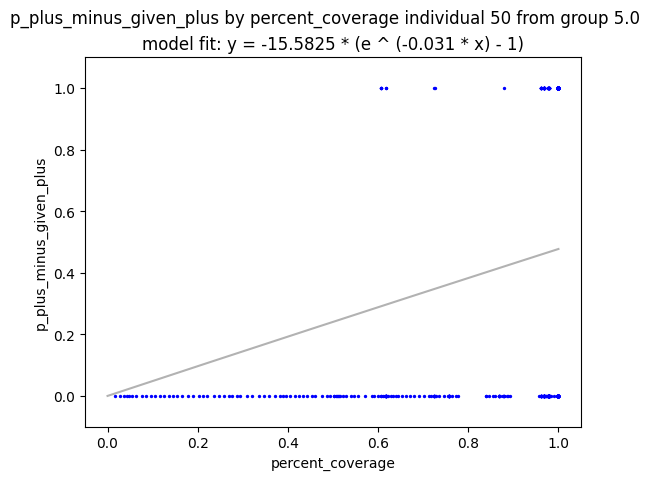 p_plus_minus_given_plus by percent_coverage individual 50 from group 5.0
model fit: y = -15.5825 * (e ^ (-0.031 * x) - 1)
1.0
0.8
0.6
0.4
0.2
0.0
p_plus_minus_given_plus
0.0 0.2 0.4 0.6 0.8 1.0
percent_coverage